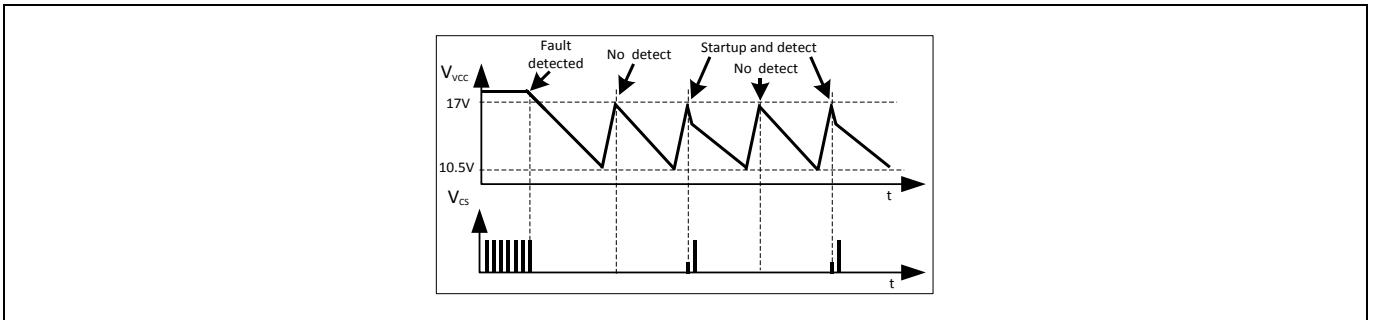 Fault
detected
No detect
Startup and detect
No detect
VVCC
17V
10.5V
t
VCS
t